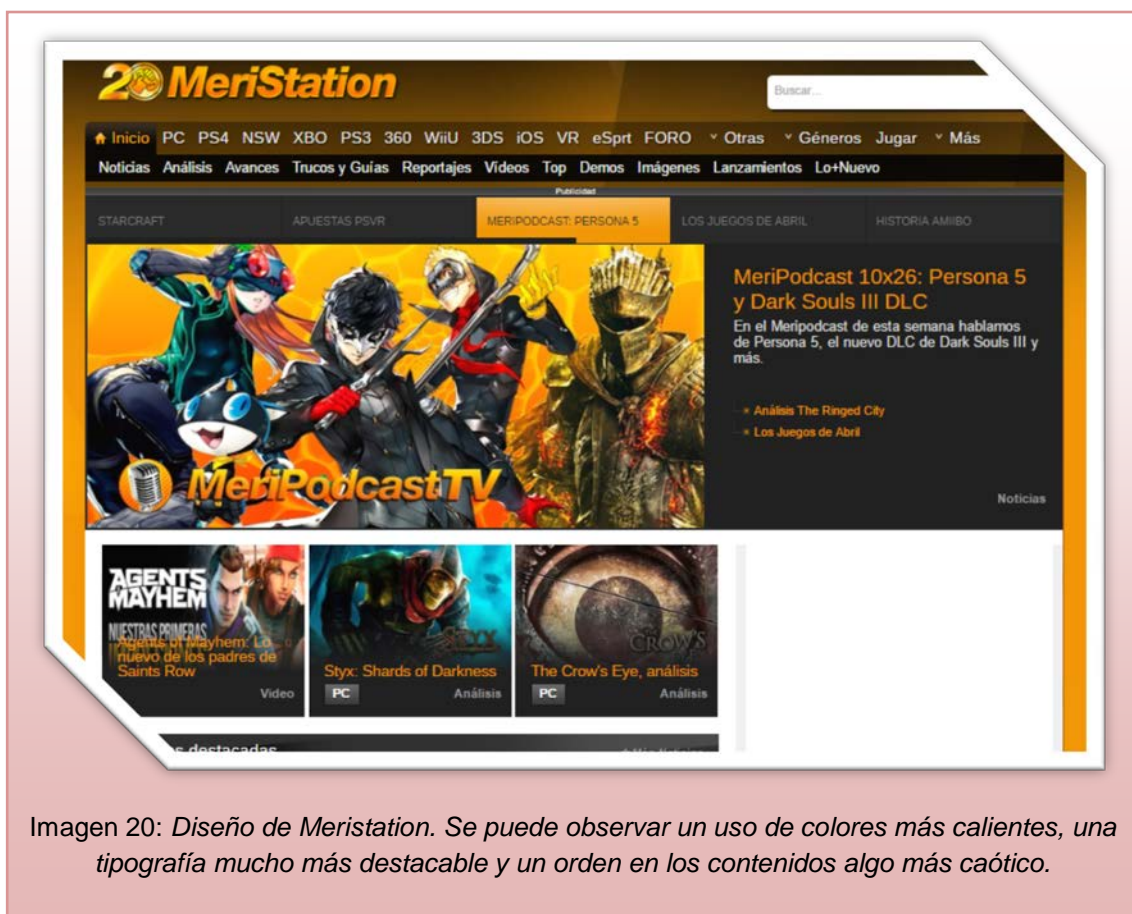 20 MeriStation
Buscar...
Inicio PC PS4 NSW XBO PS3 360 WiiU 3DS iOS VR eSprt FORO Otras Géneros Jugar Más
Noticias Análisis Avances Trucos y Guías Reportajes Vídeos Top Demos Imágenes Lanzamientos Lo+Nuevo
Publicidad
STARCRAFT APUESTAS PSVR MERIPODCAST: PERSONA 5 LOS JUEGOS DE ABRIL HISTORIA AMIIBO
MeriPodcast TV
MeriPodcast 10x26: Persona 5
y Dark Souls III DLC
En el Meripodcast de esta semana hablamos
de Persona 5, el nuevo DLC de Dark Souls III y
más.
Análisis The Ringed City
Los Juegos de Abril
Noticias
AGENTS
MAYHEM
NUESTRAS PRIMERAS
Agents of Mayhem: Lo
nuevo de los padres de
Saints Row
Video
STYX
Styx: Shards of Darkness
PC Análisis
THE
CROW'S
The Crow's Eye, análisis
PC Análisis
destacadas
Imagen 20: Diseño de Meristation. Se puede observar un uso de colores más calientes, una
tipografía mucho más destacable y un orden en los contenidos algo más caótico.